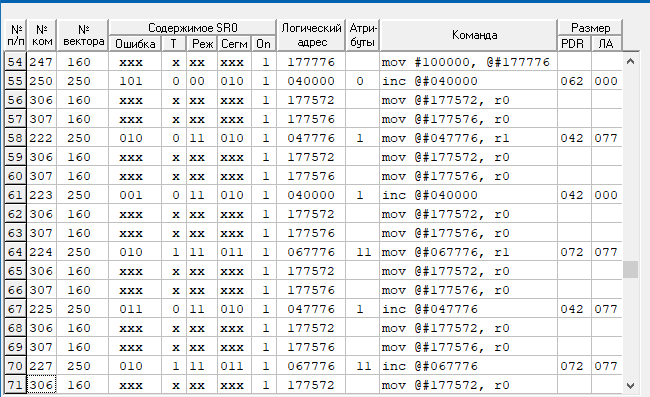 № п/п № ком № вектора Содержимое SR0 Логический адрес Атри-буты Команда Размер
Ошибка T Реж Сегм On PDR ЛА
54 247 160 xxx x xx xxx 1 177776 mov #100000, @#177776
55 250 250 101 0 00 010 1 040000 0 inc @#040000 062 000
56 306 160 xxx x xx xxx 1 177572 mov @#177572, r0
57 307 160 xxx x xx xxx 1 177576 mov @#177576, r0
58 222 250 010 0 11 010 1 047776 1 mov @#047776, r1 042 077
59 306 160 xxx x xx xxx 1 177572 mov @#177572, r0
60 307 160 xxx x xx xxx 1 177576 mov @#177576, r0
61 223 250 001 0 11 010 1 040000 1 inc @#040000 042 000
62 306 160 xxx x xx xxx 1 177572 mov @#177572, r0
63 307 160 xxx x xx xxx 1 177576 mov @#177576, r0
64 224 250 010 1 11 011 1 067776 11 mov @#067776, r1 072 077
65 306 160 xxx x xx xxx 1 177572 mov @#177572, r0
66 307 160 xxx x xx xxx 1 177576 mov @#177576, r0
67 225 250 011 0 11 010 1 047776 1 inc @#047776 042 077
68 306 160 xxx x xx xxx 1 177572 mov @#177572, r0
69 307 160 xxx x xx xxx 1 177576 mov @#177576, r0
70 227 250 010 1 11 011 1 067776 11 inc @#067776 072 077
71 306 160 xxx x xx xxx 1 177572 mov @#177572, r0